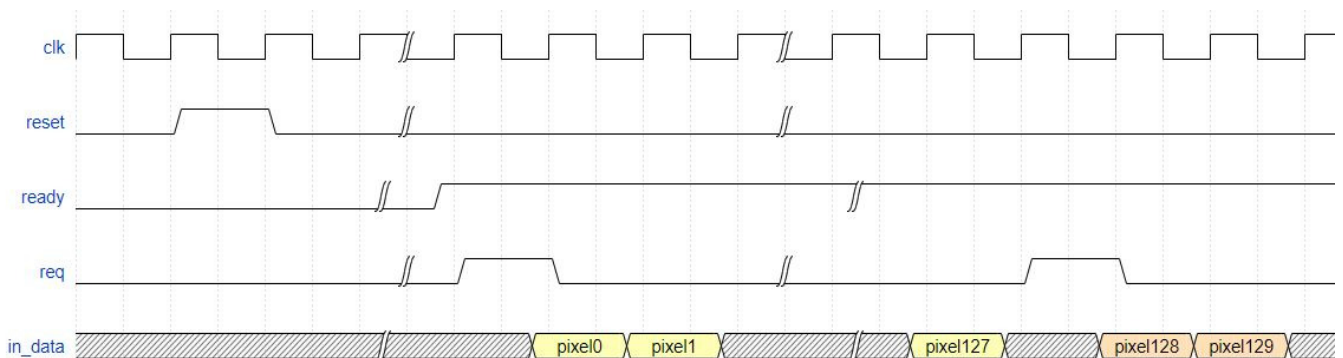 clk
reset
ready
req
in_data pixel0 pixel1 pixel127 pixel128 pixel129